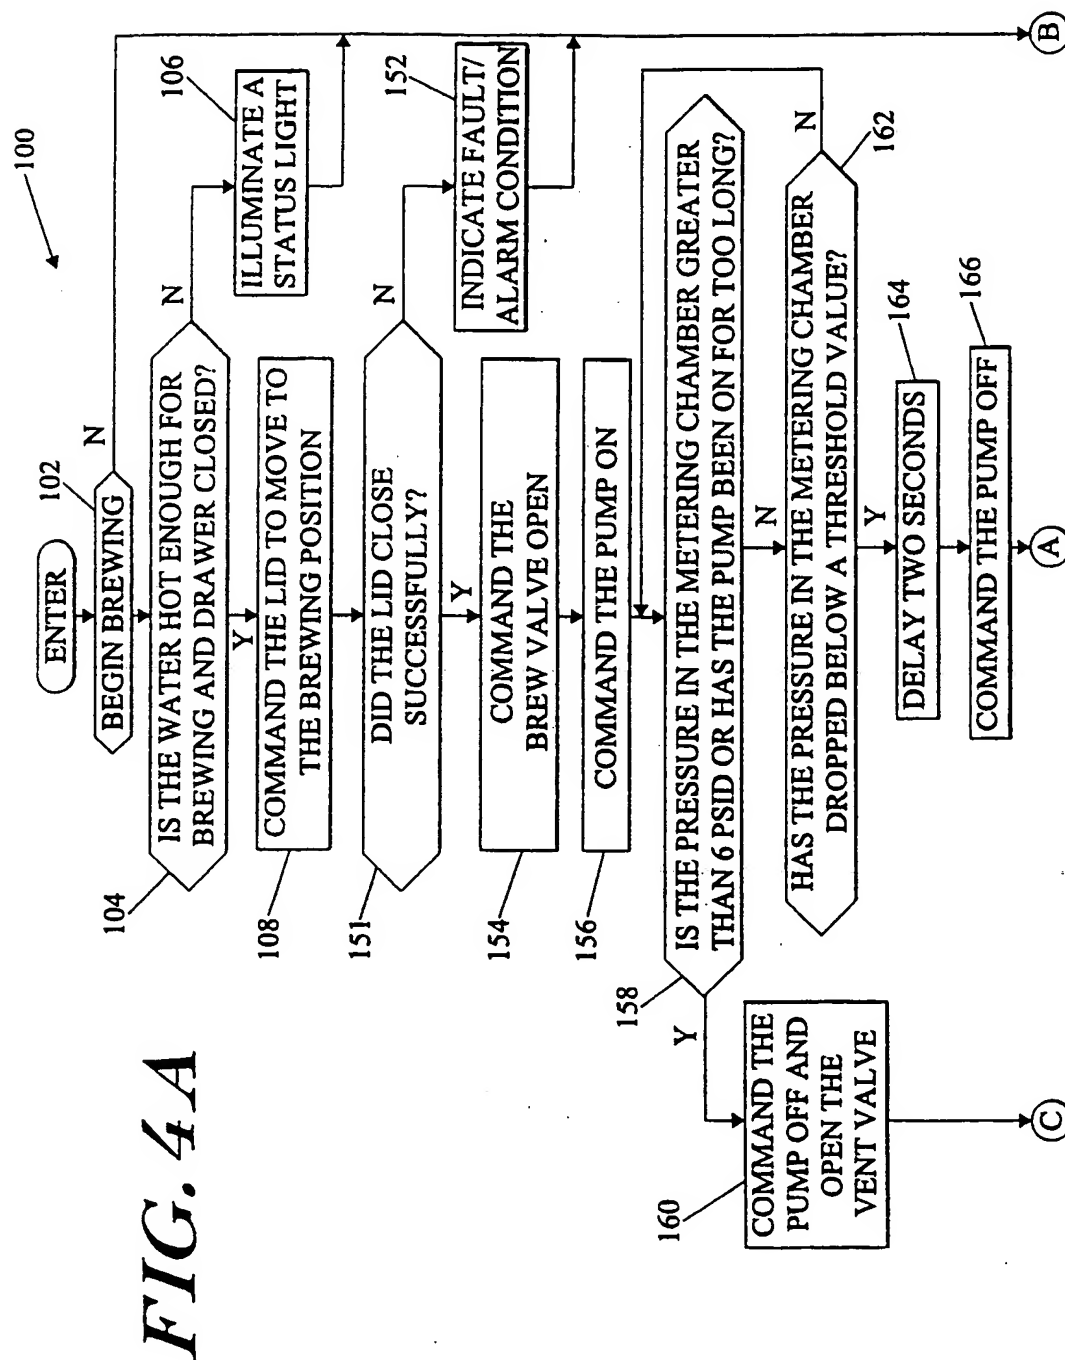 100
ENTER
102
BEGIN BREWING
N
104
IS THE WATER HOT ENOUGH FOR
BREWING AND DRAWER CLOSED?
N
106
ILLUMINATE A
STATUS LIGHT
Y
108
COMMAND THE LID TO MOVE TO
THE BREWING POSITION
151
DID THE LID CLOSE
SUCCESSFULLY?
N
152
INDICATE FAULT/
ALARM CONDITION
Y
154
COMMAND THE
BREW VALVE OPEN
156
COMMAND THE PUMP ON
158
IS THE PRESSURE IN THE METERING CHAMBER GREATER
THAN 6 PSID OR HAS THE PUMP BEEN ON FOR TOO LONG?
Y
N
160
COMMAND THE
PUMP OFF AND
OPEN THE
VENT VALVE
HAS THE PRESSURE IN THE METERING CHAMBER
DROPPED BELOW A THRESHOLD VALUE?
N
162
Y
164
DELAY TWO SECONDS
166
COMMAND THE PUMP OFF
C
A
B
FIG. 4A